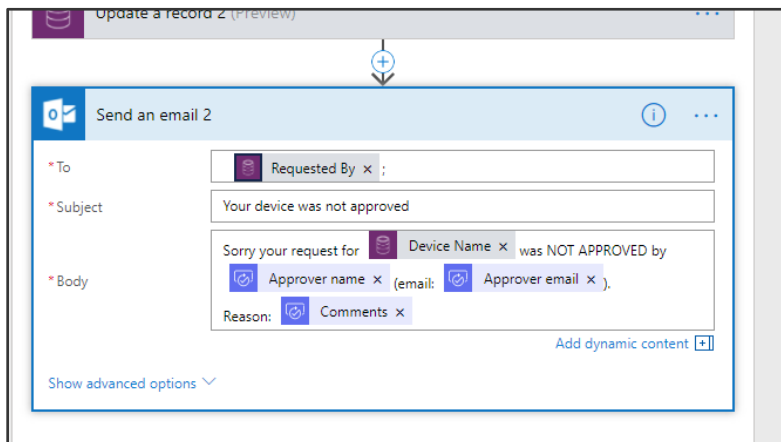 Update a record 2 (Preview)
Send an email 2
* To
Requested By × ;
* Subject
Your device was not approved
* Body
Sorry your request for Device Name × was NOT APPROVED by
Approver name × (email: Approver email × ).
Reason: Comments ×
Add dynamic content
Show advanced options